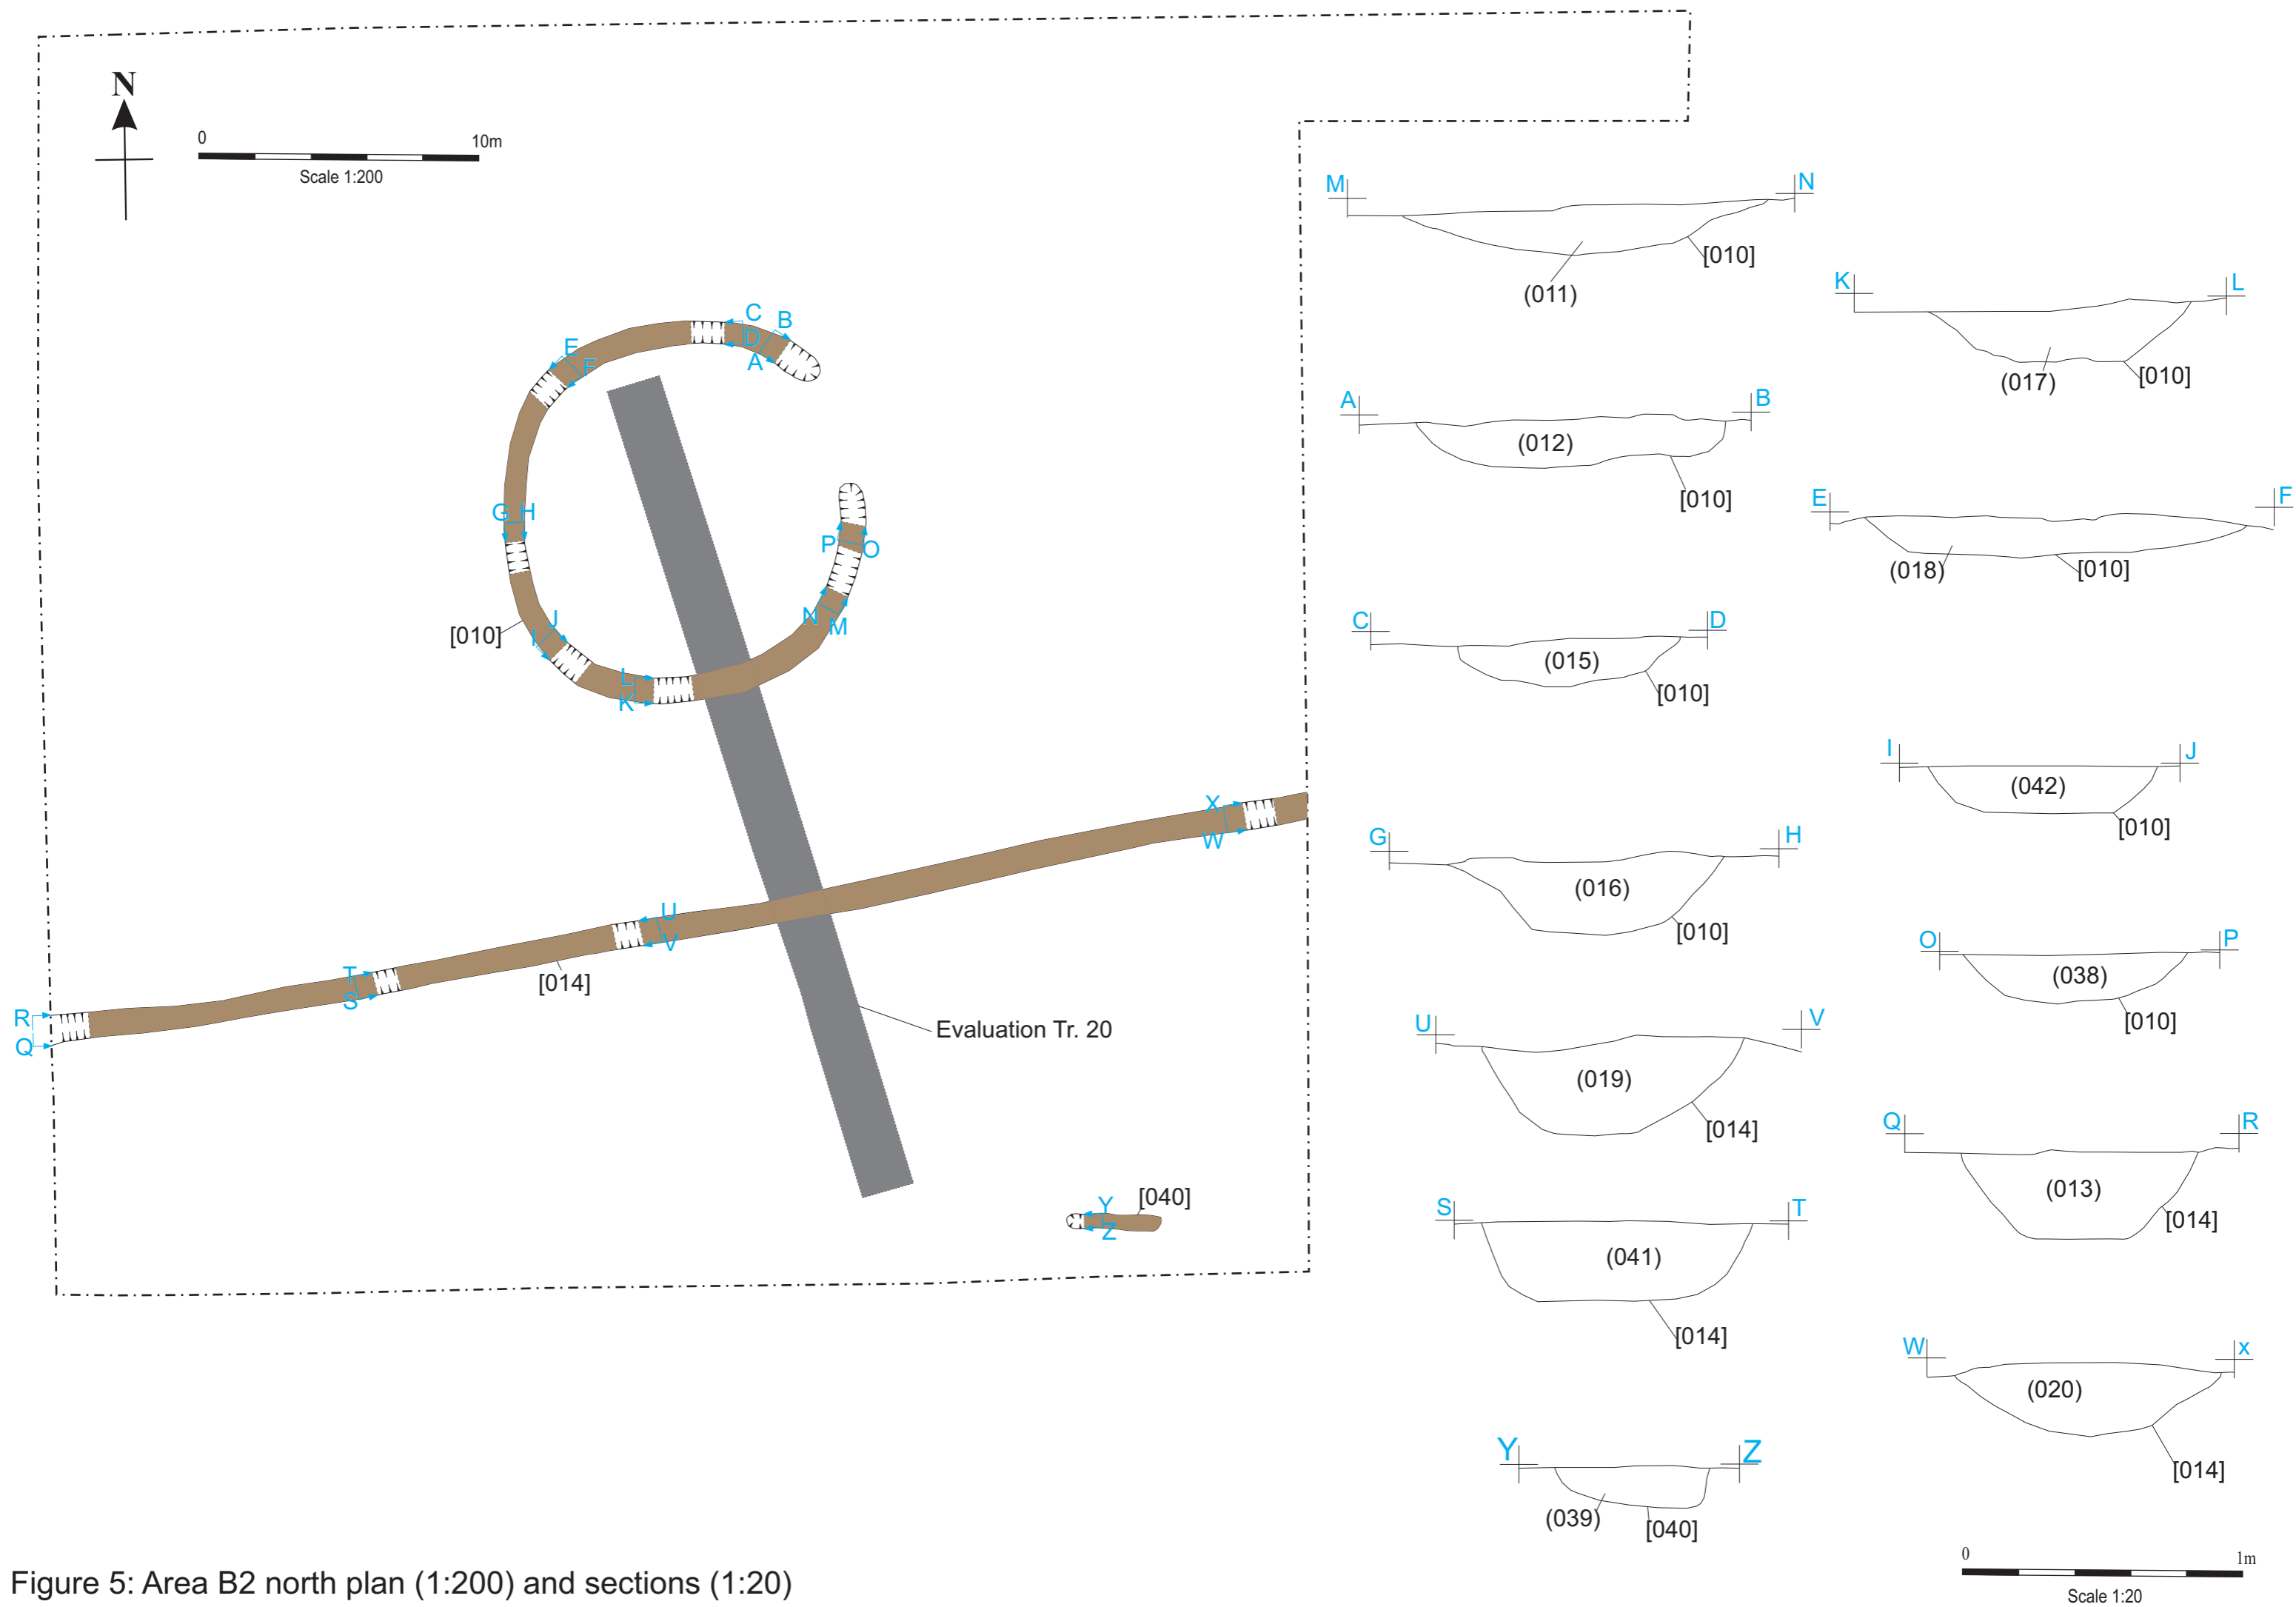 N
0 10m
Scale 1:200
C
B
D
A
E
F
G H
P O
J
I
N
M
[010]
L
K
X
W
U
V
T
S
[014]
R
Q
Evaluation Tr. 20
Y
Z
[040]
M N
[010]
(011)
K L
(017)
[010]
A B
(012)
[010]
E F
(018)
[010]
C D
(015)
[010]
I J
(042)
[010]
G H
(016)
[010]
O P
(038)
[010]
U V
(019)
[014]
Q R
(013)
[014]
S T
(041)
[014]
W x
(020)
[014]
Y Z
(039)
[040]
0 1m
Scale 1:20
Figure 5: Area B2 north plan (1:200) and sections (1:20)